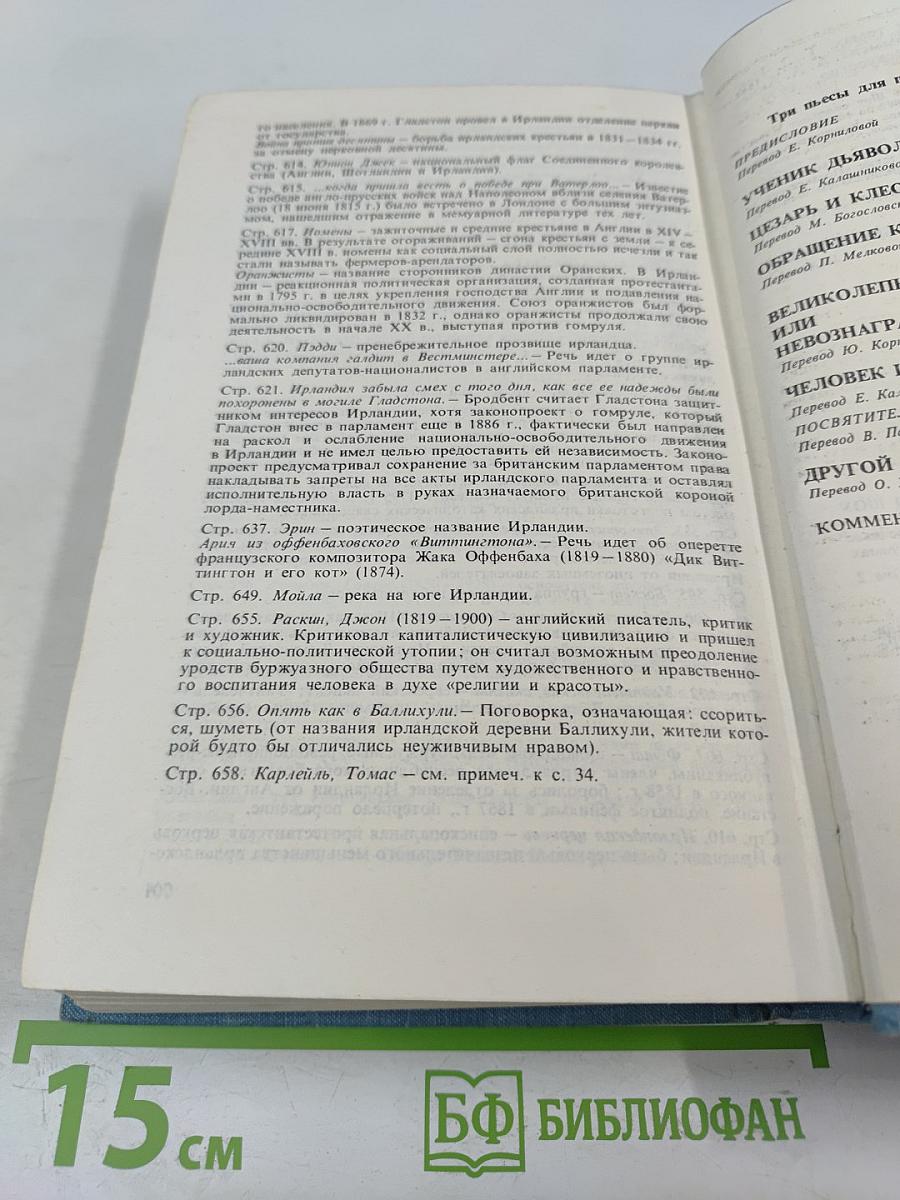 го населения. В 1869 г. Гладстон провел в Ирландии отделение церкви
от государства.
Война против десятины — борьба ирландских крестьян в 1831—1834 гг.
за отмену церковной десятины.
Стр. 614. Юнион Джек — национальный флаг Соединенного королев-
ства (Англии, Шотландии и Ирландии).
Стр. 615. ...когда пришла весть о победе при Ватерлоо... — Известие
о победе англо-прусских войск над Наполеоном вблизи селения Ватер-
лоо (18 июня 1815 г.) было встречено в Лондоне с большим энтузиаз-
мом, нашедшим отражение в мемуарной литературе тех лет.
Стр. 617. Иомены — зажиточные и средние крестьяне в Англии в XIV—
XVIII вв. В результате огораживаний — сгона крестьян с земли — к се-
редине XVIII в. иомены как социальный слой полностью исчезли и так
стали называть фермеров-арендаторов.
Оранжисты — название сторонников династии Оранских. В Ирлан-
дии — реакционная политическая организация, созданная протестанта-
ми в 1795 г. в целях укрепления господства Англии и подавления на-
ционально-освободительного движения. Союз оранжистов был фор-
мально ликвидирован в 1832 г., однако оранжисты продолжали свою
деятельность в начале XX в., выступая против гомруля.
Стр. 620. Пэдди — пренебрежительное прозвище ирландца.
...ваша компания галдит в Вестминстере... — Речь идет о группе ир-
ландских депутатов-националистов в английском парламенте.
Стр. 621. Ирландия забыла смех с того дня, как все ее надежды были
похоронены в могиле Гладстона. — Бродбент считает Гладстона защит-
ником интересов Ирландии, хотя законопроект о гомруле, который
Гладстон внес в парламент еще в 1886 г., фактически был направлен
на раскол и ослабление национально-освободительного движения
в Ирландии и не имел целью предоставить ей независимость. Законо-
проект предусматривал сохранение за британским парламентом права
накладывать запреты на все акты ирландского парламента и оставлял
исполнительную власть в руках назначаемого британской короной
лорда-наместника.
Стр. 637. Эрин — поэтическое название Ирландии.
Ария из оффенбаховского «Виттингтона». — Речь идет об оперетте
французского композитора Жака Оффенбаха (1819—1880) «Дик Вит-
тингтон и его кот» (1874).
Стр. 649. Мойла — река на юге Ирландии.
Стр. 655. Раскин, Джон (1819—1900) — английский писатель, критик
и художник. Критиковал капиталистическую цивилизацию и пришел
к социально-политической утопии; он считал возможным преодоление
уродств буржуазного общества путем художественного и нравственно-
го воспитания человека в духе «религии и красоты».
Стр. 656. Опять как в Баллихули. — Поговорка, означающая: ссорить-
ся, шуметь (от названия ирландской деревни Баллихули, жители кото-
рой будто бы отличались неуживчивым нравом).
Стр. 658. Карлейль, Томас — см. примеч. к с. 34.
Три пьесы для п
ПРЕДИСЛОВИЕ
Перевод Е. Корниловой
УЧЕНИК ДЬЯВОЛ
Перевод Е. Калашниково
ЦЕЗАРЬ И КЛЕО
Перевод М. Богословск
ОБРАЩЕНИЕ К
Перевод П. Мелково
ВЕЛИКОЛЕПН
ИЛИ
НЕВОЗНАГРА
Перевод Ю. Кор
ЧЕЛОВЕК И
Перевод Е. Кал
ПОСВЯТИТЕЛ
Перевод В. Па
ДРУГОЙ
Перевод О.
КОММЕН
15 см
БФ БИБЛИОФАН